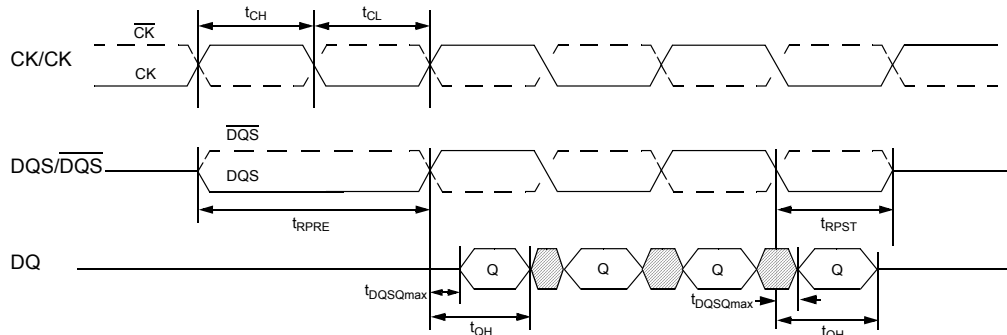 tCH tCL
CK
CK/CK
CK
DQS
DQS/DQS
DQS
tRPRE tRPST
DQ Q Q Q Q
tDQSQmax tDQSQmax
tQH tQH